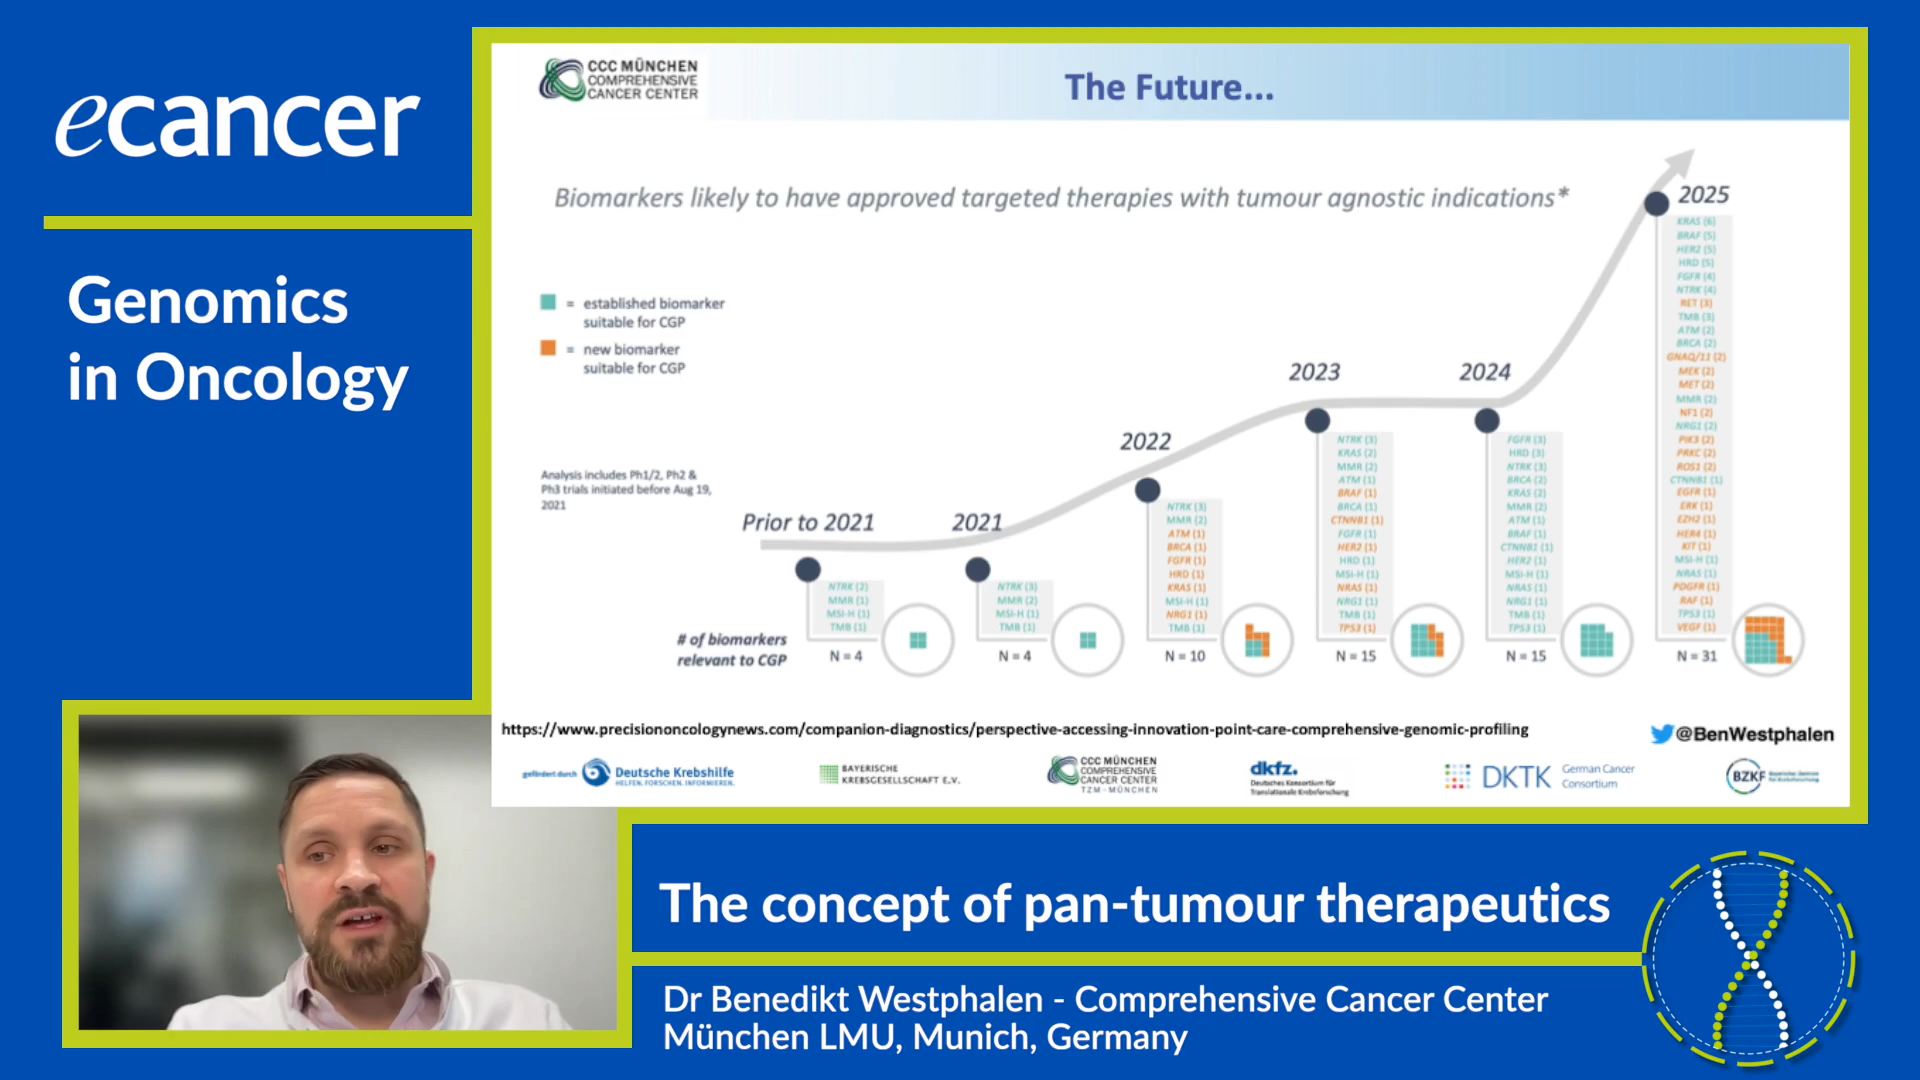 ecancer
Genomics
in Oncology
CCC MÜNCHEN
COMPREHENSIVE
CANCER CENTER
The Future...
Biomarkers likely to have approved targeted therapies with tumour agnostic indications*
= established biomarker
suitable for CGP
= new biomarker
suitable for CGP
Analysis includes Ph1/2, Ph2 &
Ph3 trials initiated before Aug 19,
2021
# of biomarkers
relevant to CGP
Prior to 2021
NTRK (2)
MMR (1)
MSI-H (1)
TMB (1)
N = 4
2021
NTRK (3)
MMR (2)
MSI-H (1)
TMB (1)
N = 4
2022
NTRK (3)
MMR (2)
ATM (1)
BRCA (1)
FGFR (1)
HRD (1)
KRAS (1)
MSI-H (1)
NRG1 (1)
TMB (1)
N = 10
2023
NTRK (3)
KRAS (2)
MMR (2)
ATM (1)
BRAF (1)
BRCA (1)
CTNNB1 (1)
FGFR (1)
HER2 (1)
HRD (1)
MSI-H (1)
NRAS (1)
NRG1 (1)
TMB (1)
TP53 (1)
N = 15
2024
FGFR (3)
HRD (3)
NTRK (3)
BRCA (2)
KRAS (2)
MMR (2)
ATM (1)
BRAF (1)
CTNNB1 (1)
HER2 (1)
MSI-H (1)
NRAS (1)
NRG1 (1)
TMB (1)
TP53 (1)
N = 15
2025
KRAS (6)
BRAF (5)
HER2 (5)
HRD (5)
FGFR (4)
NTRK (4)
RET (3)
TMB (3)
ATM (2)
BRCA (2)
GNAQ/11 (2)
MEK (2)
MET (2)
MMR (2)
NF1 (2)
NRG1 (2)
PIK3 (2)
PRKC (2)
ROS1 (2)
CTNNB1 (1)
EGFR (1)
ERK (1)
EZH2 (1)
HER4 (1)
KIT (1)
MSI-H (1)
NRAS (1)
PDGFR (1)
RAF (1)
TP53 (1)
VEGF (1)
N = 31
https://www.precisiononcologynews.com/companion-diagnostics/perspective-accessing-innovation-point-care-comprehensive-genomic-profiling
@BenWestphalen
gefördert durch
Deutsche Krebshilfe
HELFEN. FORSCHEN. INFORMIEREN.
BAYERISCHE
KREBSGESELLSCHAFT E.V.
CCC MÜNCHEN
COMPREHENSIVE
CANCER CENTER
TZM - MÜNCHEN
dkfz.
Deutsches Konsortium für
Translationale Krebsforschung
DKTK
German Cancer
Consortium
BZKF
The concept of pan-tumour therapeutics
Dr Benedikt Westphalen - Comprehensive Cancer Center
München LMU, Munich, Germany